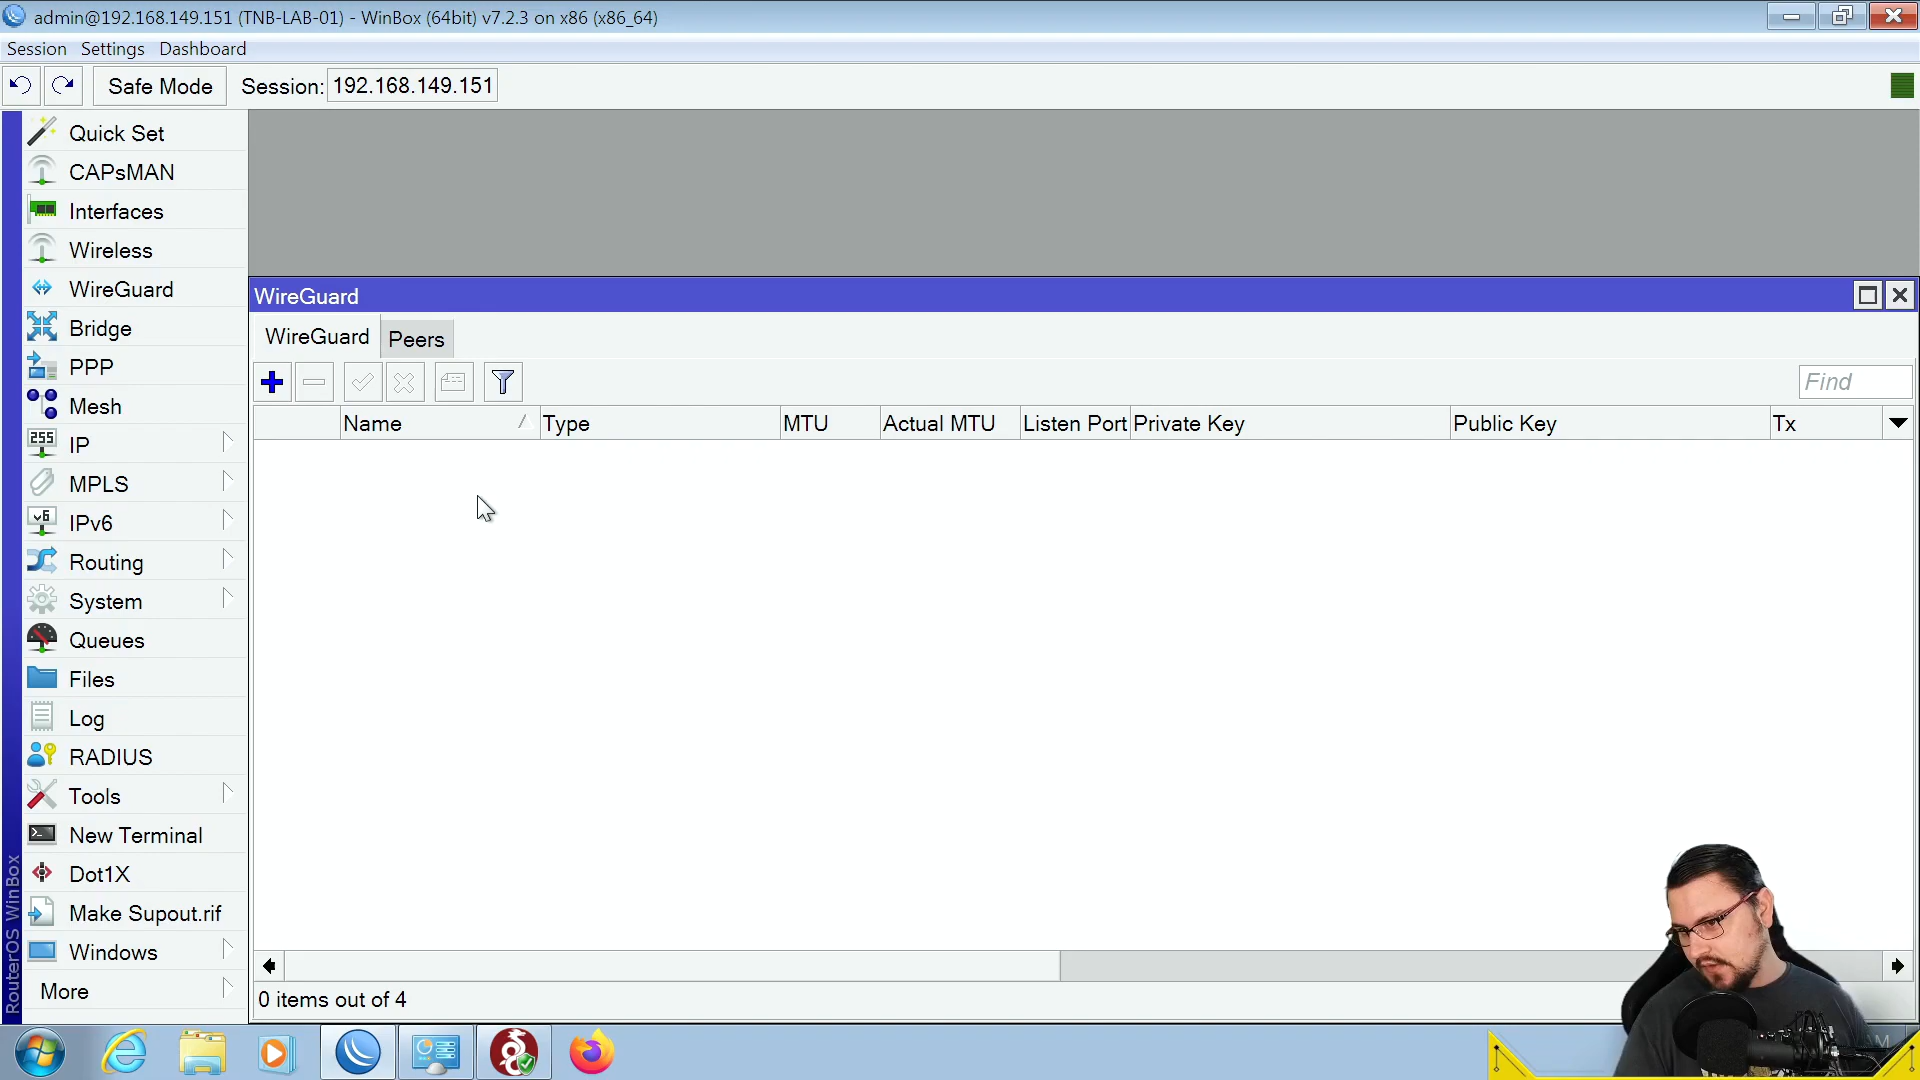 admin@192.168.149.151 (TNB-LAB-01) - WinBox (64bit) v7.2.3 on x86 (x86_64)
Session Settings Dashboard
Safe Mode Session: 192.168.149.151
Quick Set
CAPsMAN
Interfaces
Wireless
WireGuard
Bridge
PPP
Mesh
255 IP
MPLS
v6 IPv6
Routing
System
Queues
Files
Log
RADIUS
Tools
New Terminal
Dot1X
Make Supout.rif
Windows
More
RouterOS WinBox
WireGuard
WireGuard Peers
Find
Name Type MTU Actual MTU Listen Port Private Key Public Key Tx
0 items out of 4